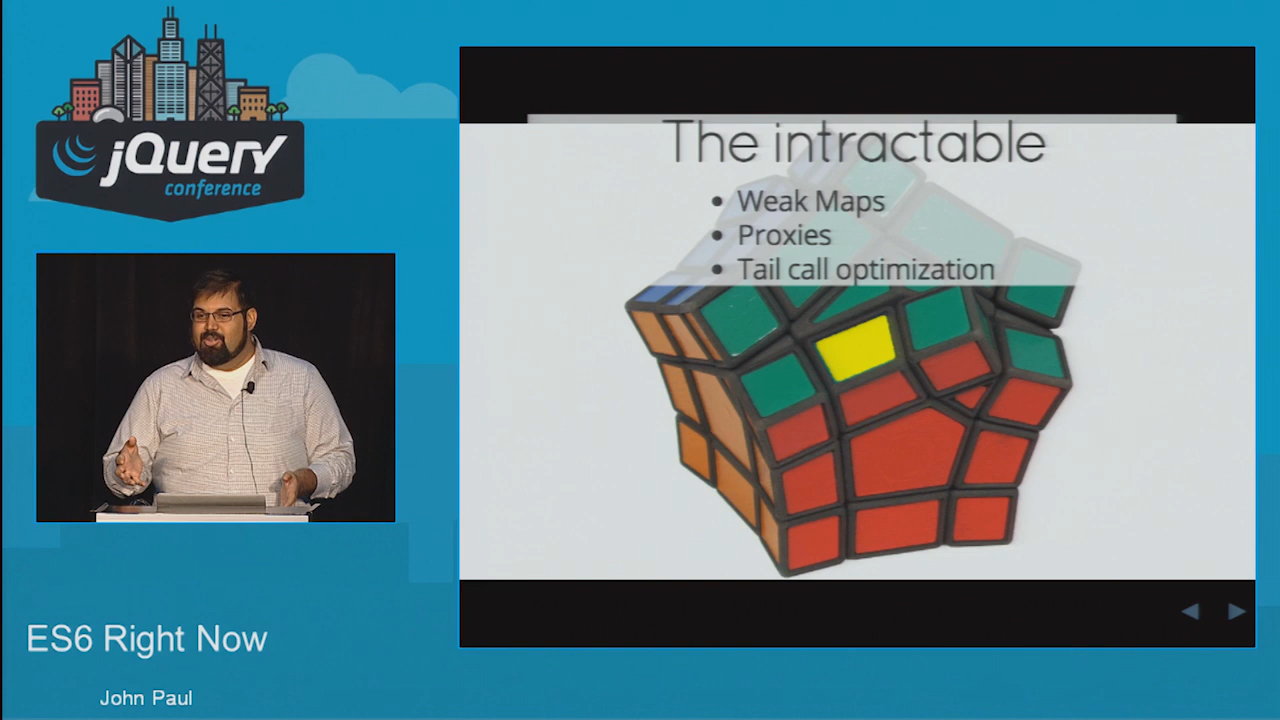 jQuery
conference
The intractable
• Weak Maps
• Proxies
• Tail call optimization
ES6 Right Now
John Paul